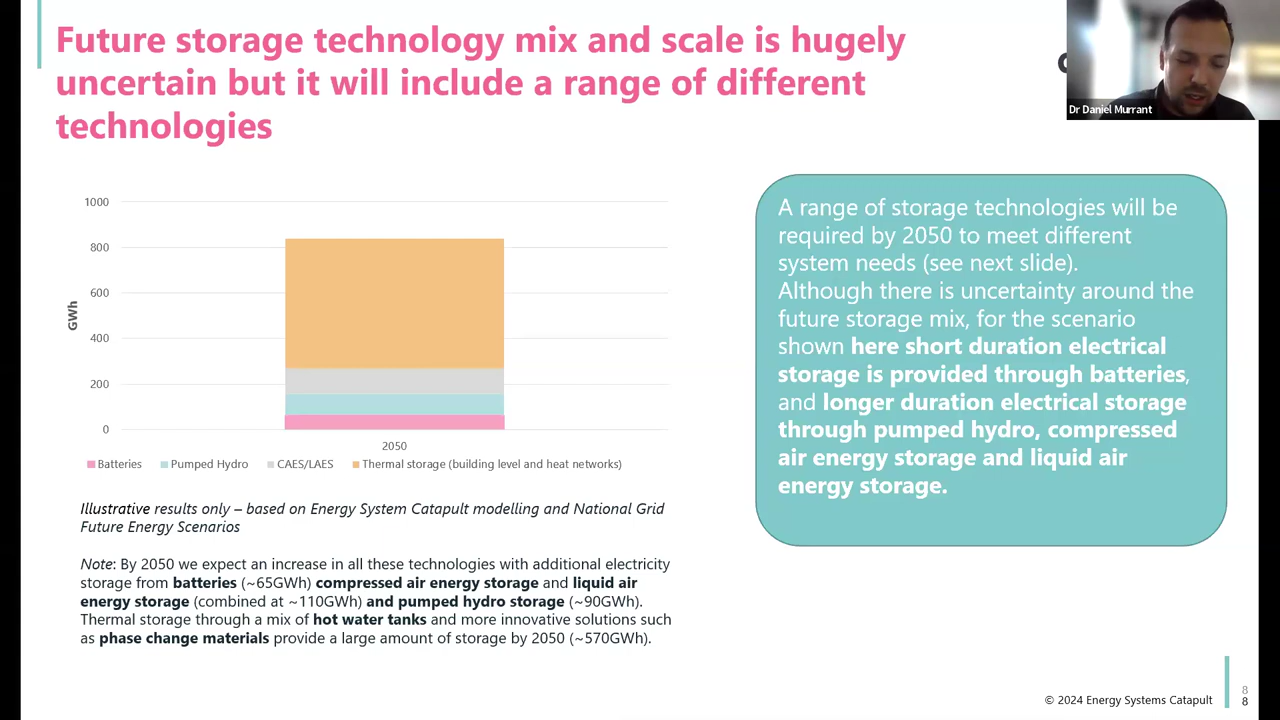 Future storage technology mix and scale is hugely
uncertain but it will include a range of different
technologies
Dr Daniel Murrant
1000
800
600
400
200
0
GWh
2050
Batteries
Pumped Hydro
CAES/LAES
Thermal storage (building level and heat networks)
Illustrative results only – based on Energy System Catapult modelling and National Grid
Future Energy Scenarios
Note: By 2050 we expect an increase in all these technologies with additional electricity
storage from batteries (~65GWh) compressed air energy storage and liquid air
energy storage (combined at ~110GWh) and pumped hydro storage (~90GWh).
Thermal storage through a mix of hot water tanks and more innovative solutions such
as phase change materials provide a large amount of storage by 2050 (~570GWh).
A range of storage technologies will be
required by 2050 to meet different
system needs (see next slide).
Although there is uncertainty around the
future storage mix, for the scenario
shown here short duration electrical
storage is provided through batteries,
and longer duration electrical storage
through pumped hydro, compressed
air energy storage and liquid air
energy storage.
© 2024 Energy Systems Catapult
8
8